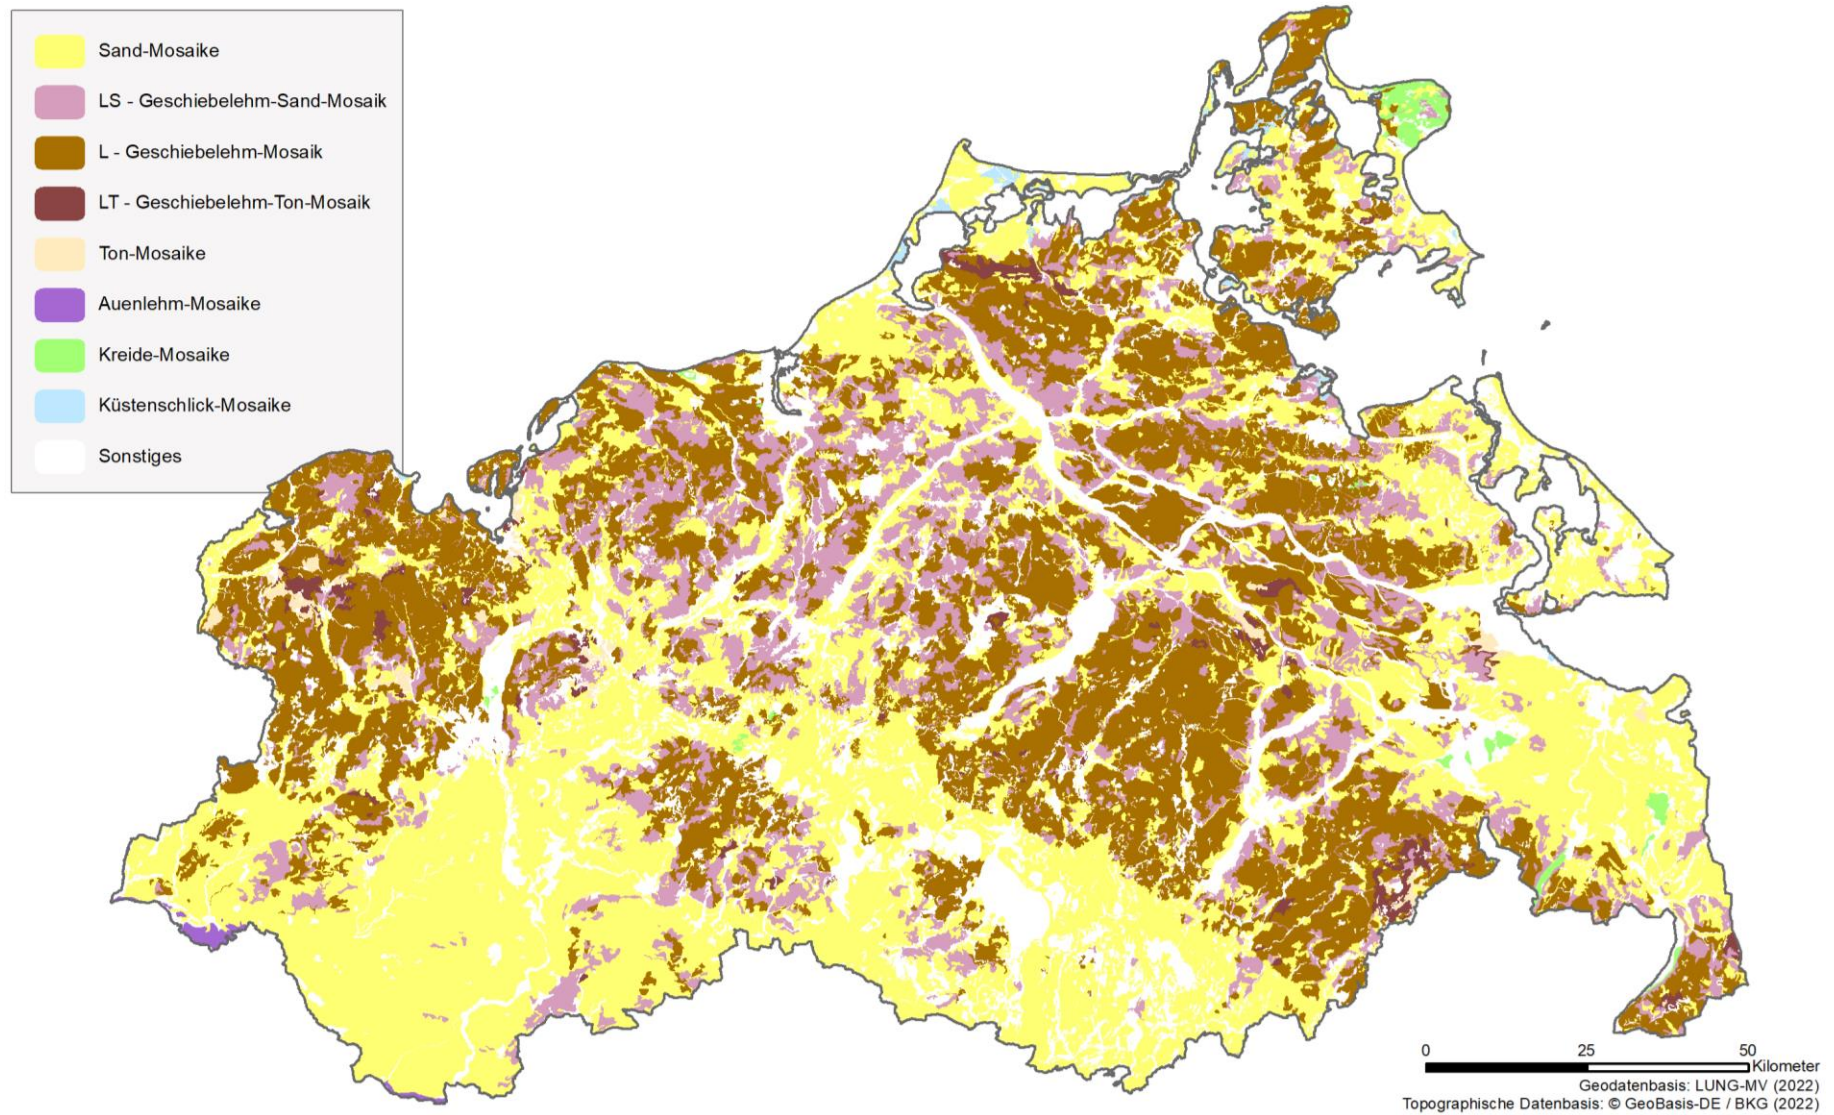 Sand-Mosaike
LS - Geschiebelehm-Sand-Mosaik
L - Geschiebelehm-Mosaik
LT - Geschiebelehm-Ton-Mosaik
Ton-Mosaike
Auenlehm-Mosaike
Kreide-Mosaike
Küstenschlick-Mosaike
Sonstiges
0 25 50
Kilometer
Geodatenbasis: LUNG-MV (2022)
Topographische Datenbasis: © GeoBasis-DE / BKG (2022)